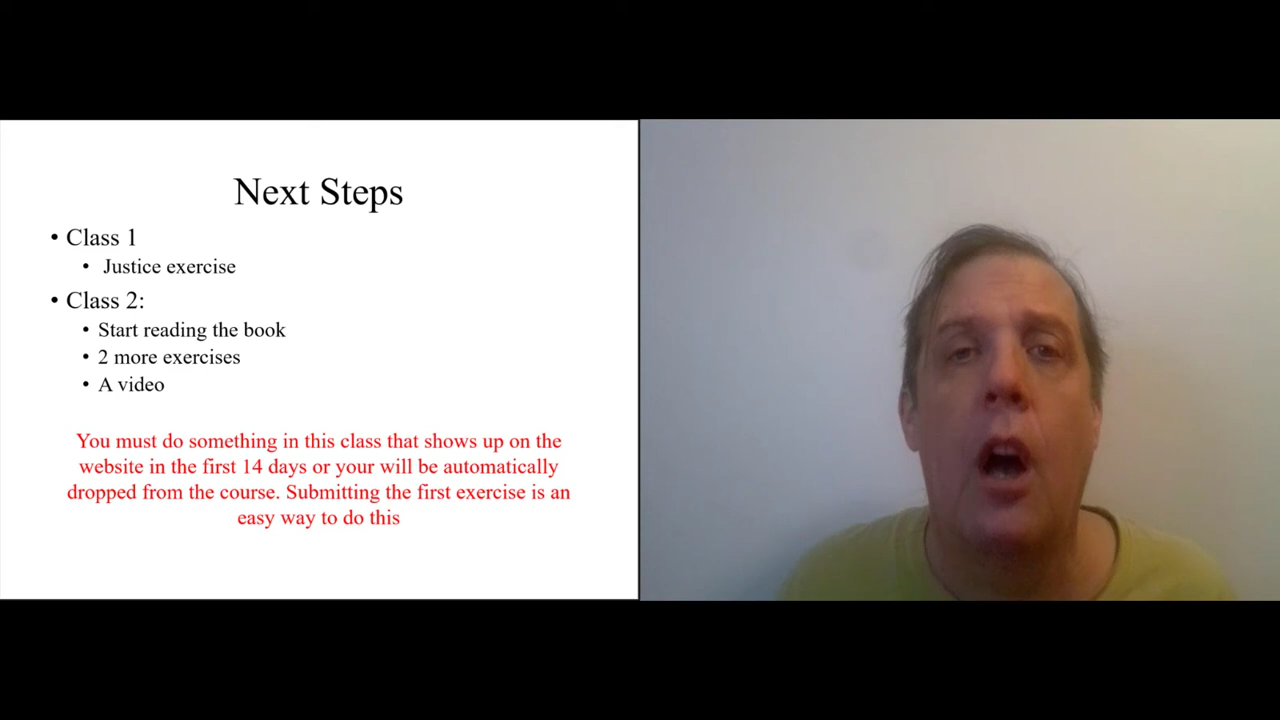 Next Steps
• Class 1
• Justice exercise
• Class 2:
• Start reading the book
• 2 more exercises
• A video
You must do something in this class that shows up on the
website in the first 14 days or your will be automatically
dropped from the course. Submitting the first exercise is an
easy way to do this